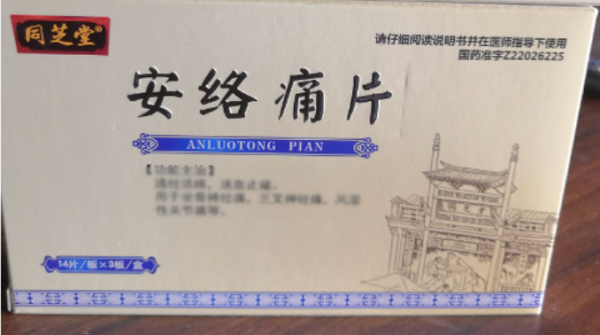 同芝堂®
请仔细阅读说明书并在医师指导下使用
国药准字Z22026225
安络痛片
ANLUOTONG PIAN
【功能主治】
通经活络，活血止痛。
用于坐骨神经痛，三叉神经痛，风湿
性关节痛等。
14片/板×3板/盒